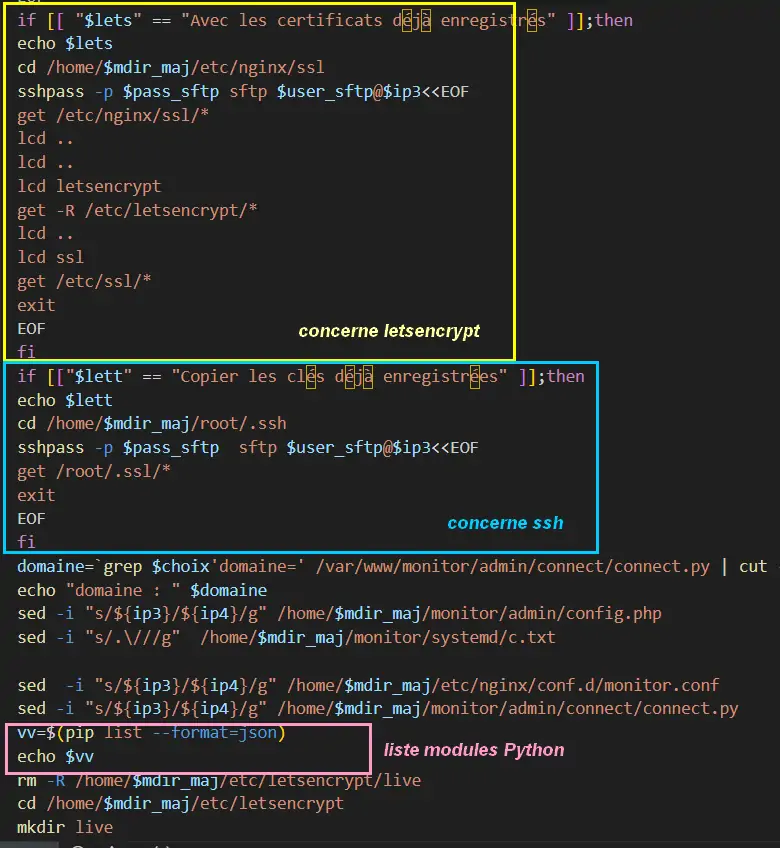 if [[ "$lets" == "Avec les certificats déjà enregistrés" ]];then
echo $lets
cd /home/$mdir_maj/etc/nginx/ssl
sshpass -p $pass_sftp sftp $user_sftp@$ip3<<EOF
get /etc/nginx/ssl/*
lcd ..
lcd ..
lcd letsencrypt
get -R /etc/letsencrypt/*
lcd ..
lcd ssl
get /etc/ssl/*
exit
EOF
concerne letsencrypt
fi
if [["$lett" == "Copier les clés déjà enregistrées" ]];then
echo $lett
cd /home/$mdir_maj/root/.ssh
sshpass -p $pass_sftp  sftp $user_sftp@$ip3<<EOF
get /root/.ssl/*
exit
EOF
concerne ssh
fi
domaine=`grep $choix'domaine=' /var/www/monitor/admin/connect/connect.py | cut
echo "domaine : " $domaine
sed -i "s/${ip3}/${ip4}/g" /home/$mdir_maj/monitor/admin/config.php
sed -i "s/.\///g"  /home/$mdir_maj/monitor/systemd/c.txt
sed  -i "s/${ip3}/${ip4}/g" /home/$mdir_maj/etc/nginx/conf.d/monitor.conf
sed -i "s/${ip3}/${ip4}/g" /home/$mdir_maj/monitor/admin/connect/connect.py
vv=$(pip list --format=json)
echo $vv
liste modules Python
rm -R /home/$mdir_maj/etc/letsencrypt/live
cd /home/$mdir_maj/etc/letsencrypt
mkdir live